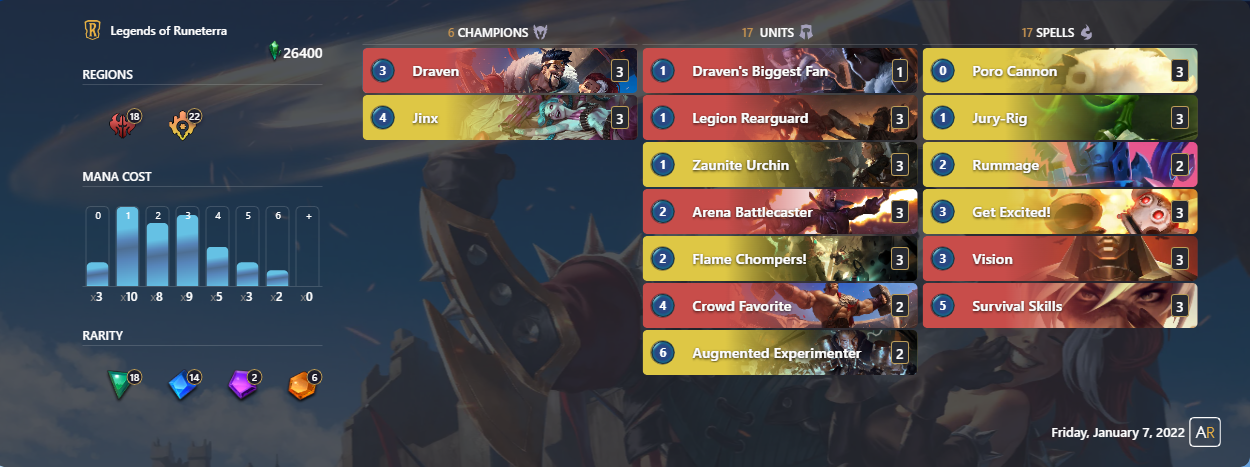 Legends of Runeterra
26400
REGIONS
18
22
MANA COST
0 1 2 3 4 5 6 +
x3 x10 x8 x9 x5 x3 x2 x0
RARITY
18 14 2 6
6 CHAMPIONS
3 Draven 3
4 Jinx 3
17 UNITS
1 Draven's Biggest Fan 1
1 Legion Rearguard 3
1 Zaunite Urchin 3
2 Arena Battlecaster 3
2 Flame Chompers! 3
4 Crowd Favorite 2
6 Augmented Experimenter 2
17 SPELLS
0 Poro Cannon 3
1 Jury-Rig 3
2 Rummage 2
3 Get Excited! 3
3 Vision 3
5 Survival Skills 3
Friday, January 7, 2022 AR